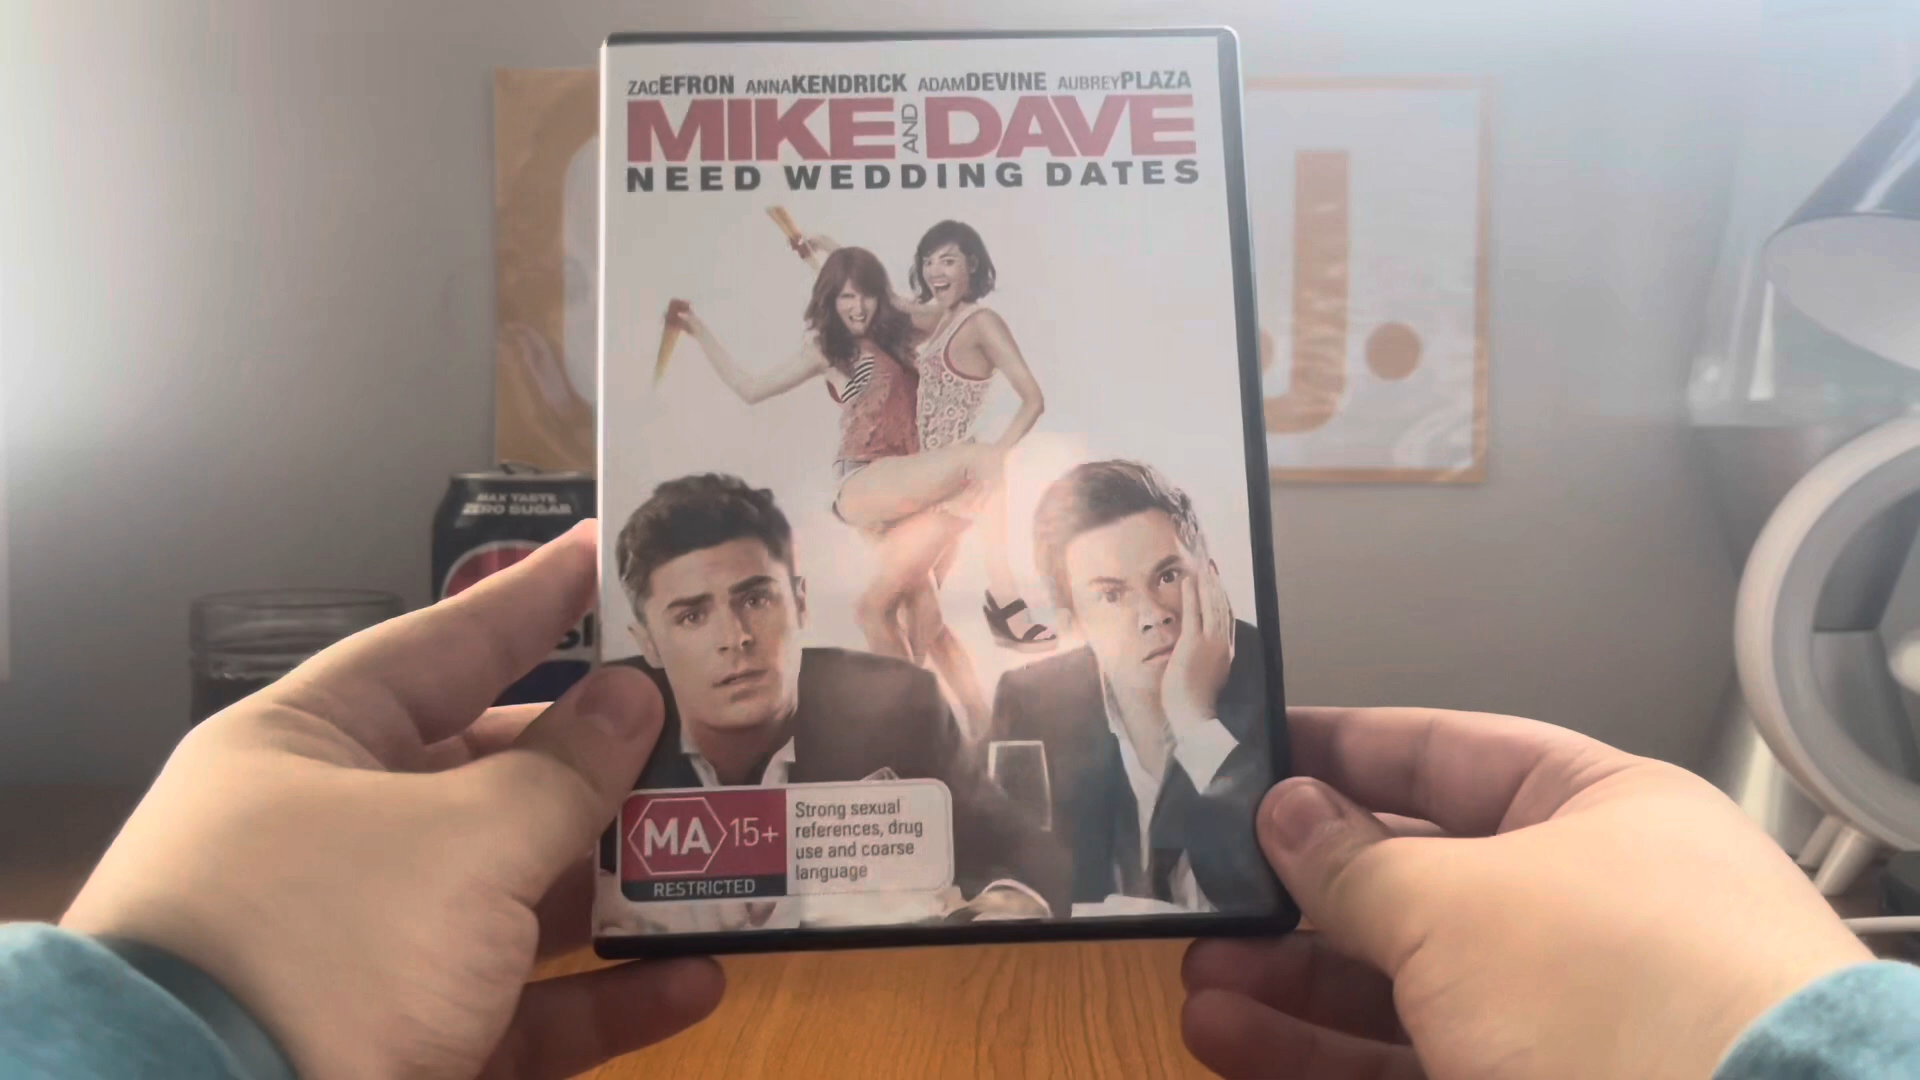 ZACEFRON ANNAKENDRICK ADAMDEVINE AUBREYPLAZA
MIKE AND DAVE
NEED WEDDING DATES
MAX TASTE
ZERO SUGAR
J.
MA 15+
RESTRICTED
Strong sexual
references, drug
use and coarse
language